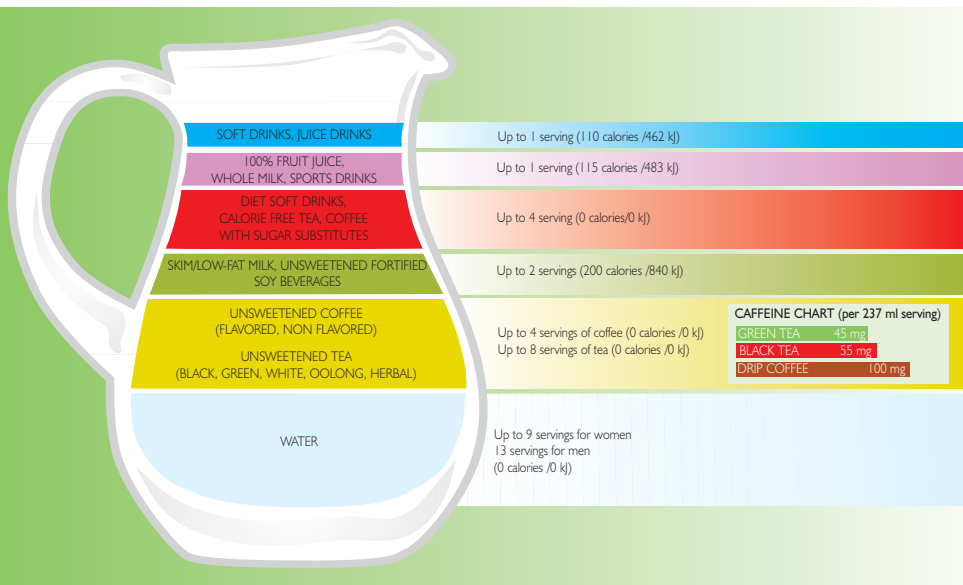 SOFT DRINKS, JUICE DRINKS
Up to 1 serving (110 calories /462 kJ)
100% FRUIT JUICE,
WHOLE MILK, SPORTS DRINKS
Up to 1 serving (115 calories /483 kJ)
DIET SOFT DRINKS,
CALORIE FREE TEA, COFFEE
WITH SUGAR SUBSTITUTES
Up to 4 serving (0 calories/0 kJ)
SKIM/LOW-FAT MILK, UNSWEETENED FORTIFIED
SOY BEVERAGES
Up to 2 servings (200 calories /840 kJ)
UNSWEETENED COFFEE
(FLAVORED, NON FLAVORED)
UNSWEETENED TEA
(BLACK, GREEN, WHITE, OOLONG, HERBAL)
Up to 4 servings of coffee (0 calories /0 kJ)
Up to 8 servings of tea (0 calories /0 kJ)
CAFFEINE CHART (per 237 ml serving)
GREEN TEA 45 mg
BLACK TEA 55 mg
DRIP COFFEE 100 mg
WATER
Up to 9 servings for women
13 servings for men
(0 calories /0 kJ)